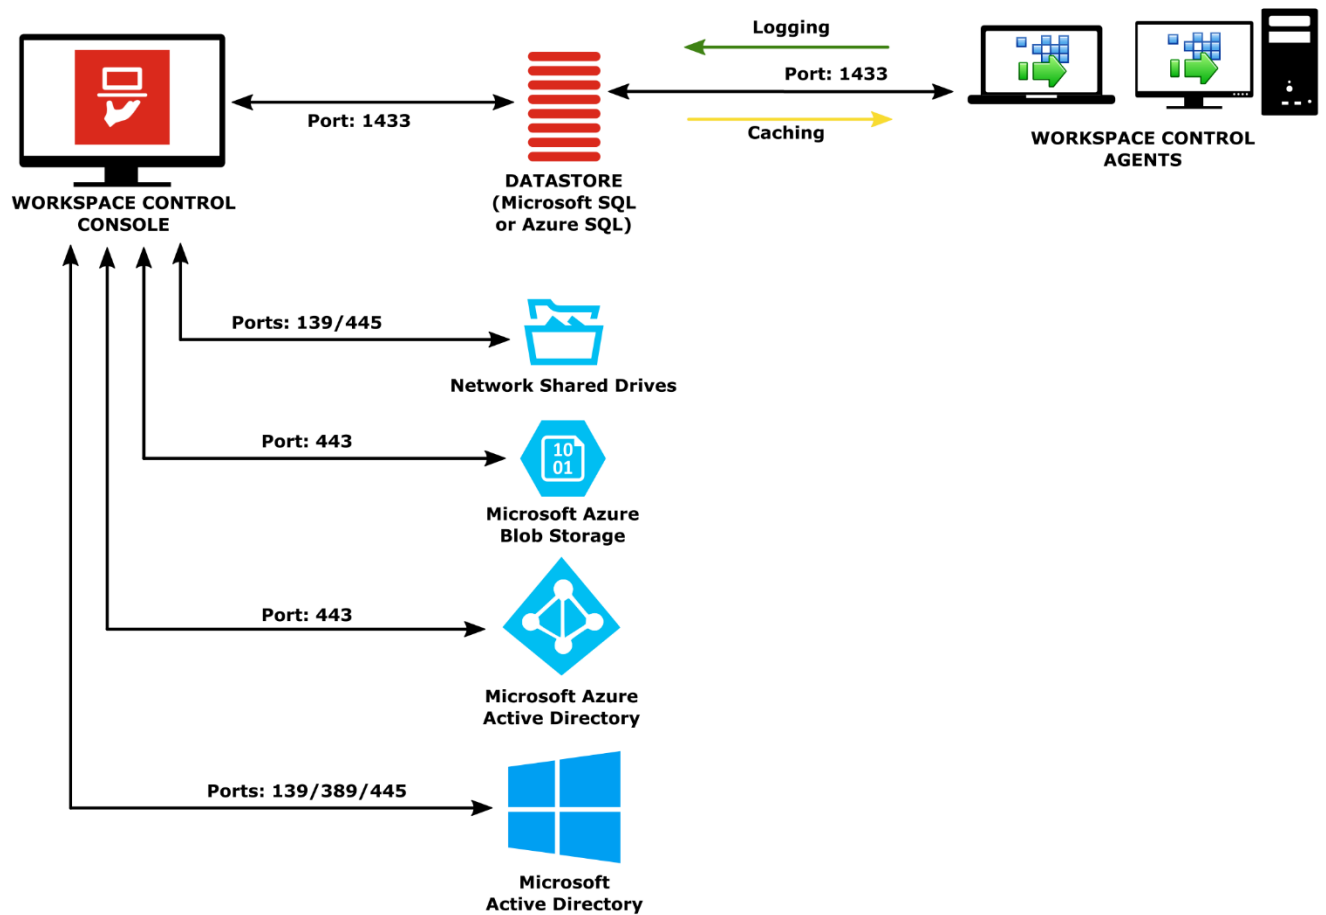 Logging
Port: 1433
Port: 1433
Caching
WORKSPACE CONTROL
AGENTS
WORKSPACE CONTROL
CONSOLE
DATASTORE
(Microsoft SQL
or Azure SQL)
Ports: 139/445
Network Shared Drives
Port: 443
10
01
Microsoft Azure
Blob Storage
Port: 443
Microsoft Azure
Active Directory
Ports: 139/389/445
Microsoft
Active Directory